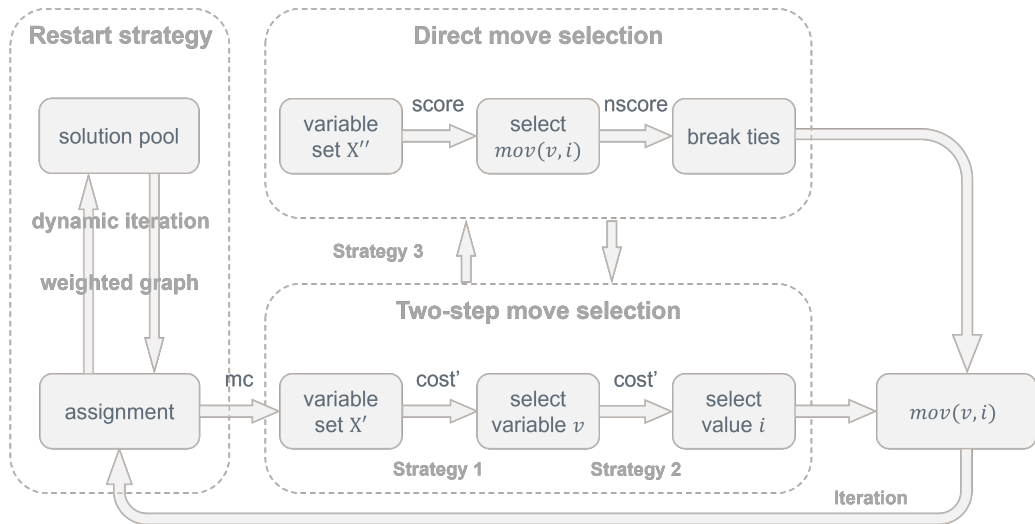 Restart strategy
solution pool
dynamic iteration
weighted graph
assignment
mc
Direct move selection
variable
set X''
score
select
mov(v, i)
nscore
break ties
Strategy 3
Two-step move selection
variable
set X'
cost'
select
variable v
cost'
select
value i
Strategy 1
Strategy 2
mov(v, i)
Iteration